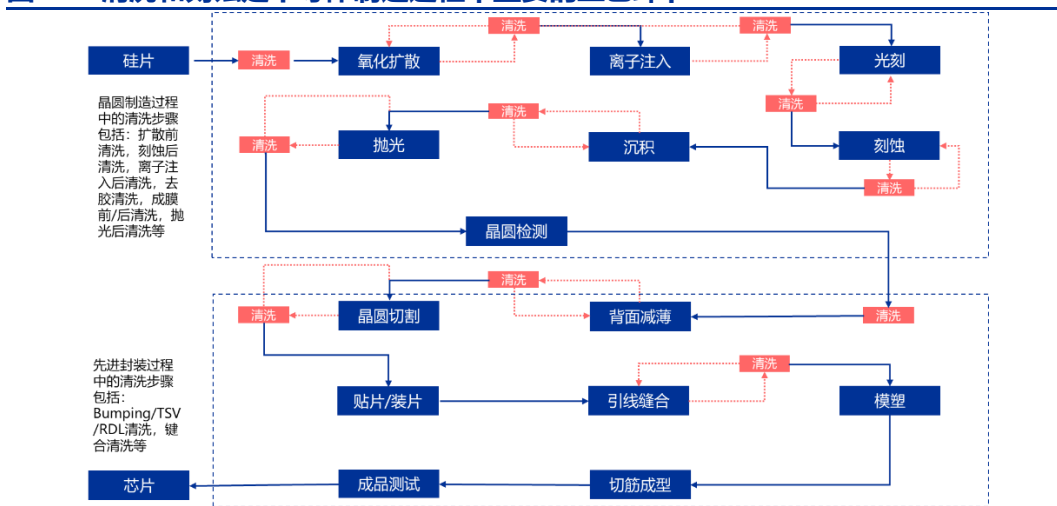 硅片
清洗
氧化扩散
清洗
离子注入
清洗
光刻
清洗
晶圆制造过程
中的清洗步骤
包括：扩散前
清洗，刻蚀后
清洗，离子注
入后清洗，去
胶清洗，成膜
前/后清洗，抛
光后清洗等
清洗
抛光
清洗
沉积
刻蚀
清洗
晶圆检测
清洗
晶圆切割
清洗
背面减薄
清洗
先进封装过程
中的清洗步骤
包括：
Bumping/TSV
/RDL清洗，键
合清洗等
贴片/装片
引线缝合
清洗
模塑
芯片
成品测试
切筋成型